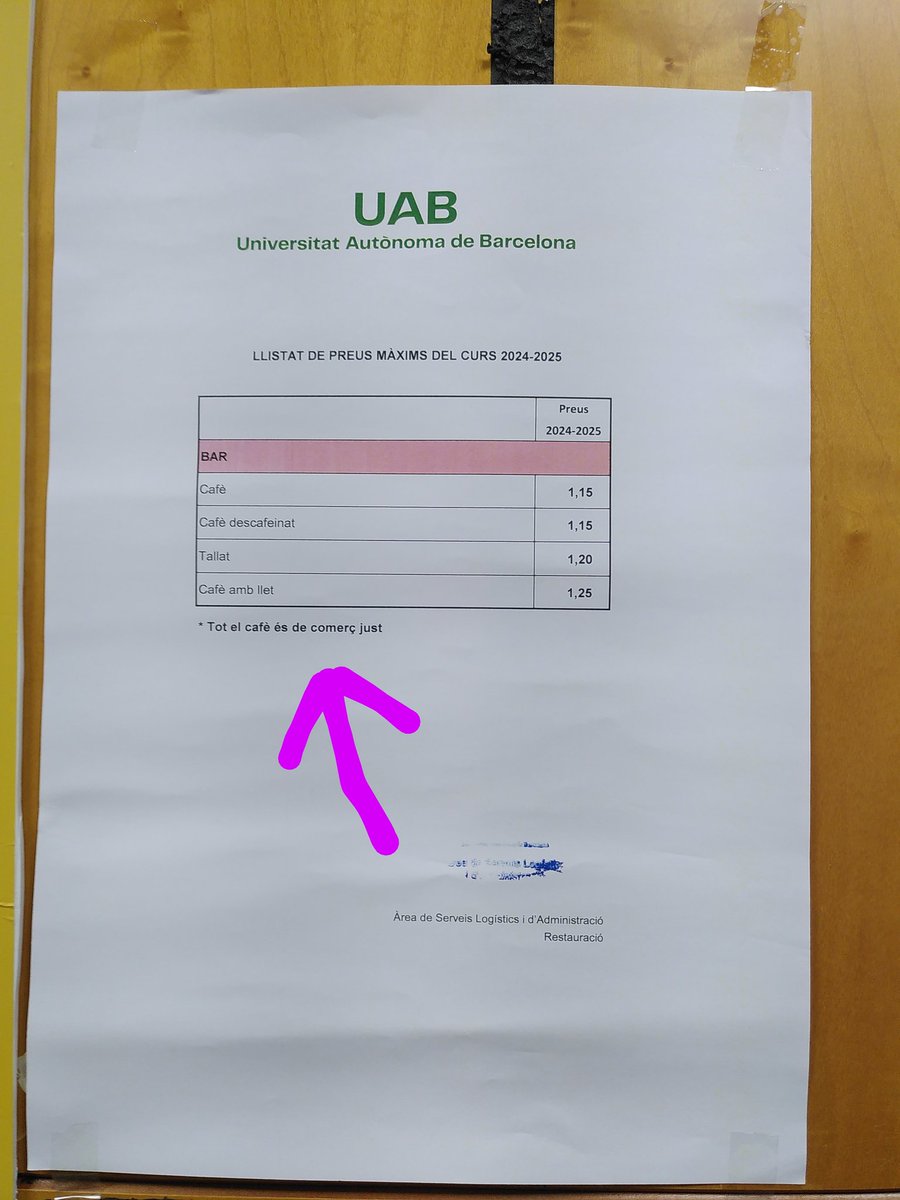 UAB
Universitat Autònoma de Barcelona
LLISTAT DE PREUS MÀXIMS DEL CURS 2024-2025
Preus
2024-2025
BAR
Cafè 1,15
Cafè descafeinat 1,15
Tallat 1,20
Cafè amb llet 1,25
* Tot el cafè és de comerç just
Àrea de Serveis Logístics i d'Administració
Restauració